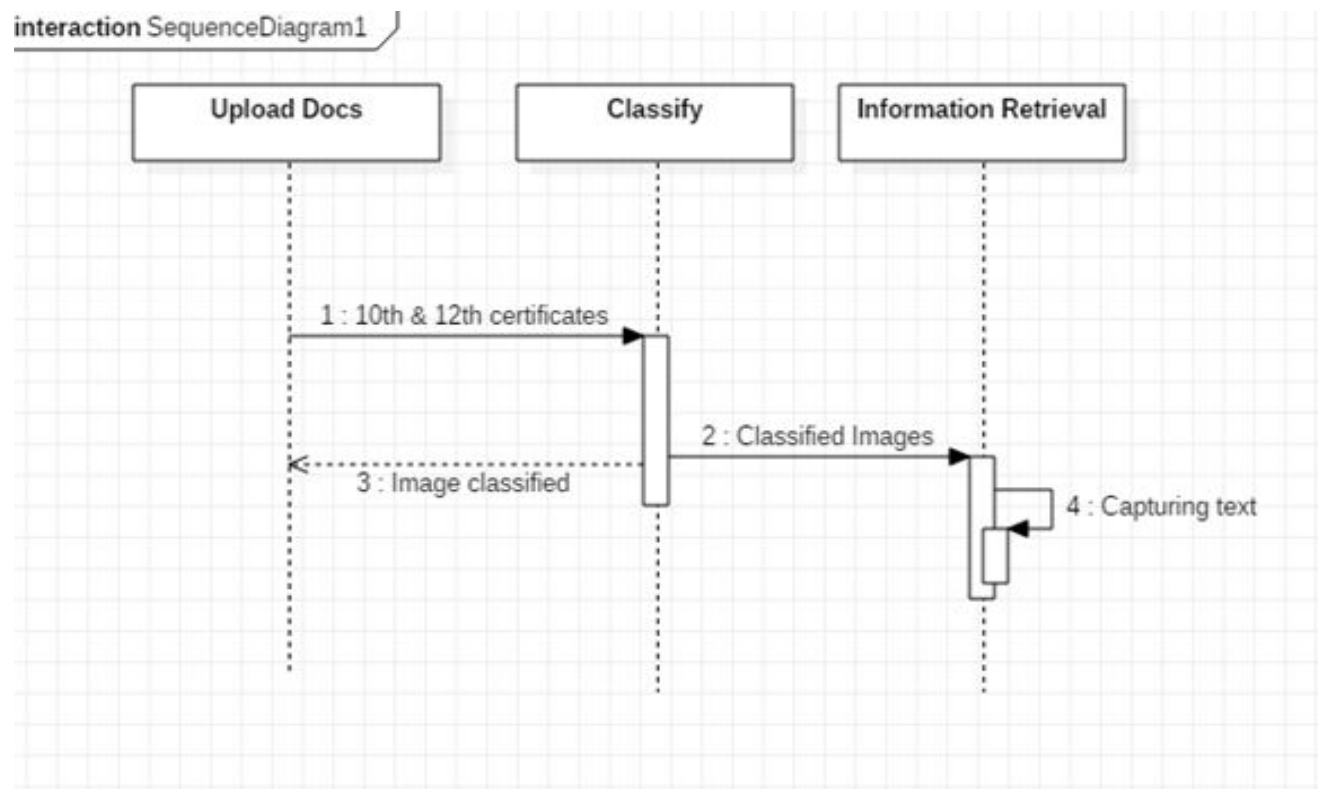 interaction SequenceDiagram1
Upload Docs
Classify
Information Retrieval
1 : 10th & 12th certificates
2 : Classified Images
3 : Image classified
4 : Capturing text